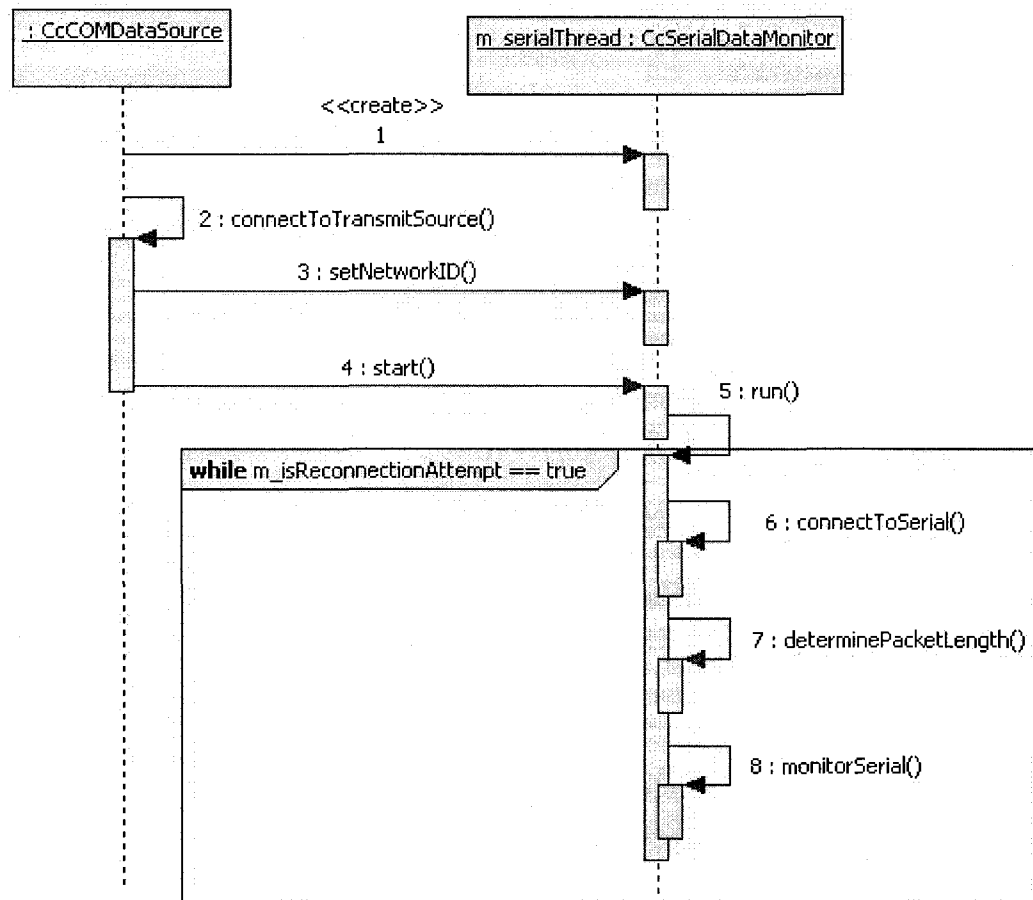 : CcCOMDataSource
m_serialThread : CcSerialDataMonitor
<<create>>
1
2 : connectToTransmitSource()
3 : setNetworkID()
4 : start()
5 : run()
while m_isReconnectionAttempt == true
6 : connectToSerial()
7 : determinePacketLength()
8 : monitorSerial()